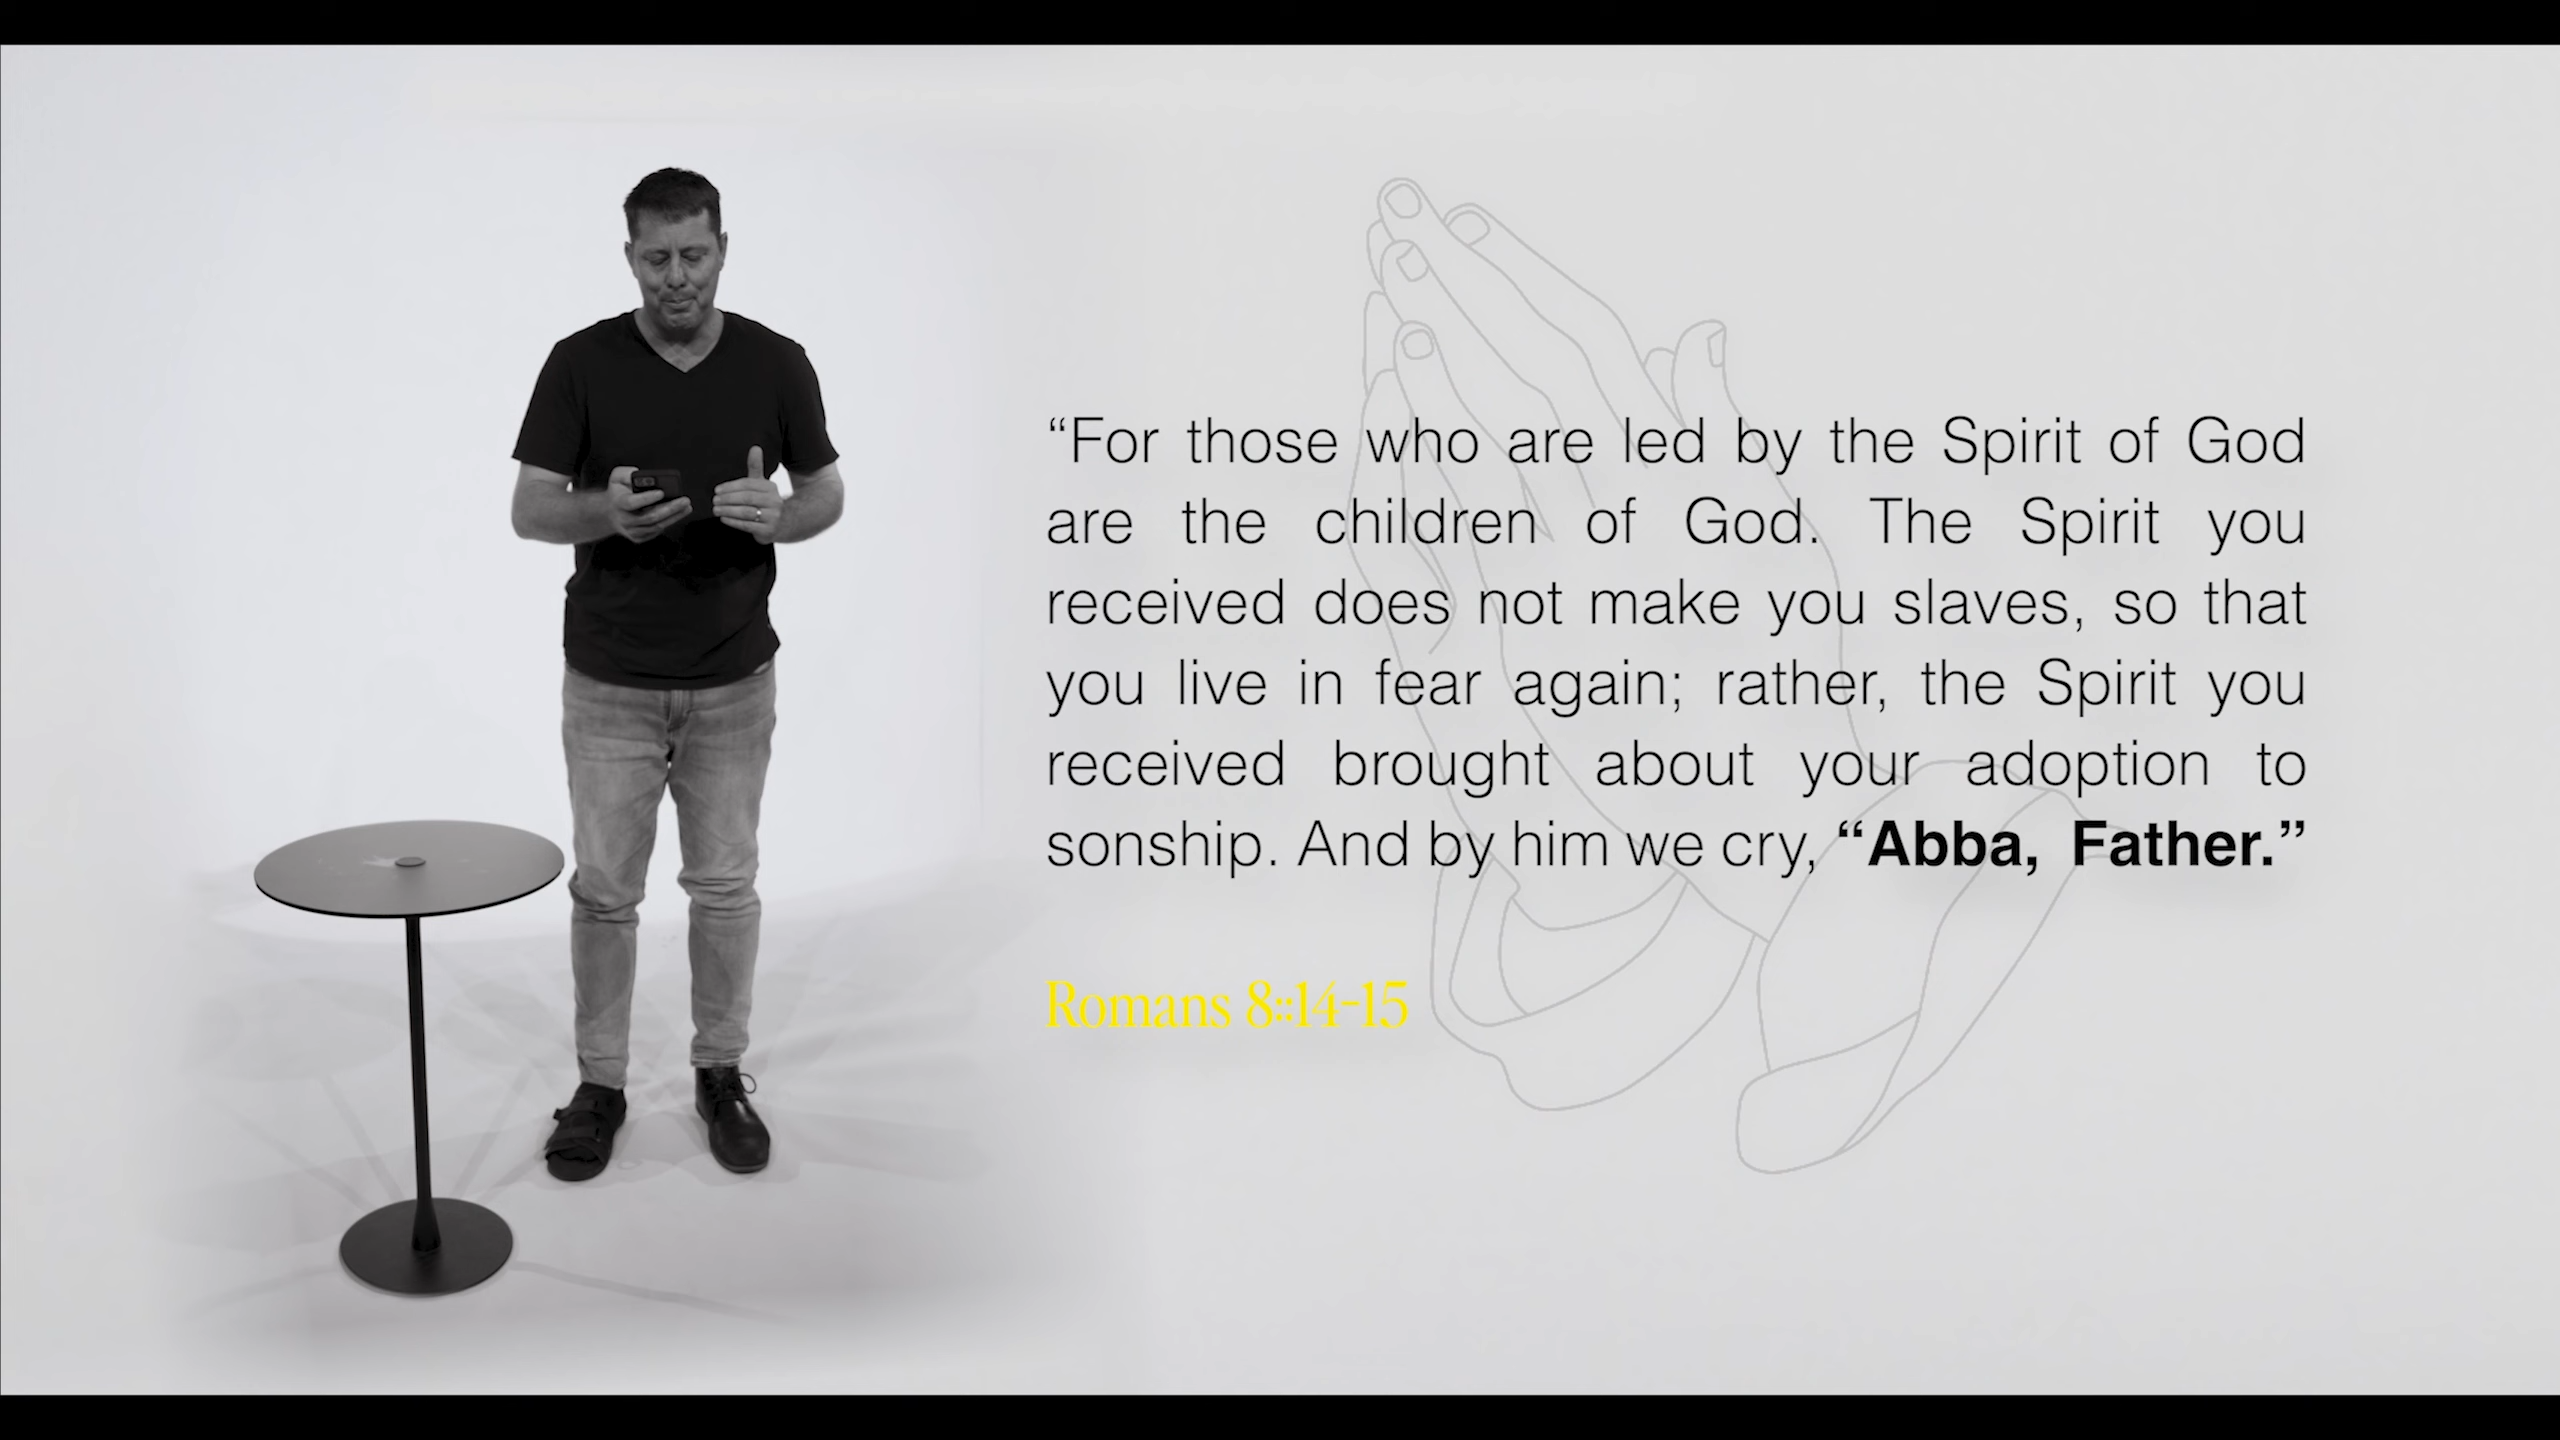 “For those who are led by the Spirit of God
are the children of God. The Spirit you
received does not make you slaves, so that
you live in fear again; rather, the Spirit you
received brought about your adoption to
sonship. And by him we cry, “Abba, Father.”
Romans 8::14-15